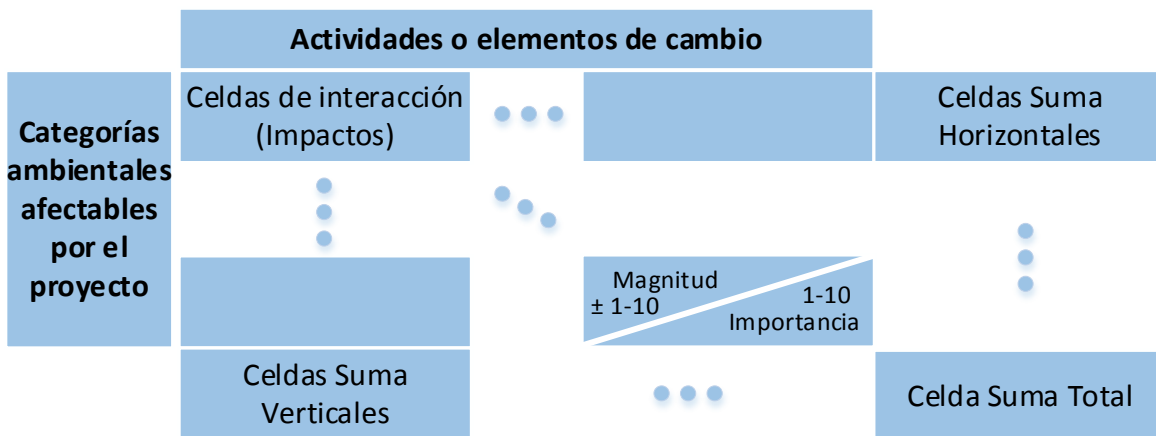 Actividades o elementos de cambio
Categorías
ambientales
afectables
por el
proyecto
Celdas de interacción
(Impactos)
Celdas Suma
Horizontales
Magnitud
± 1-10
1-10
Importancia
Celdas Suma
Verticales
Celda Suma Total